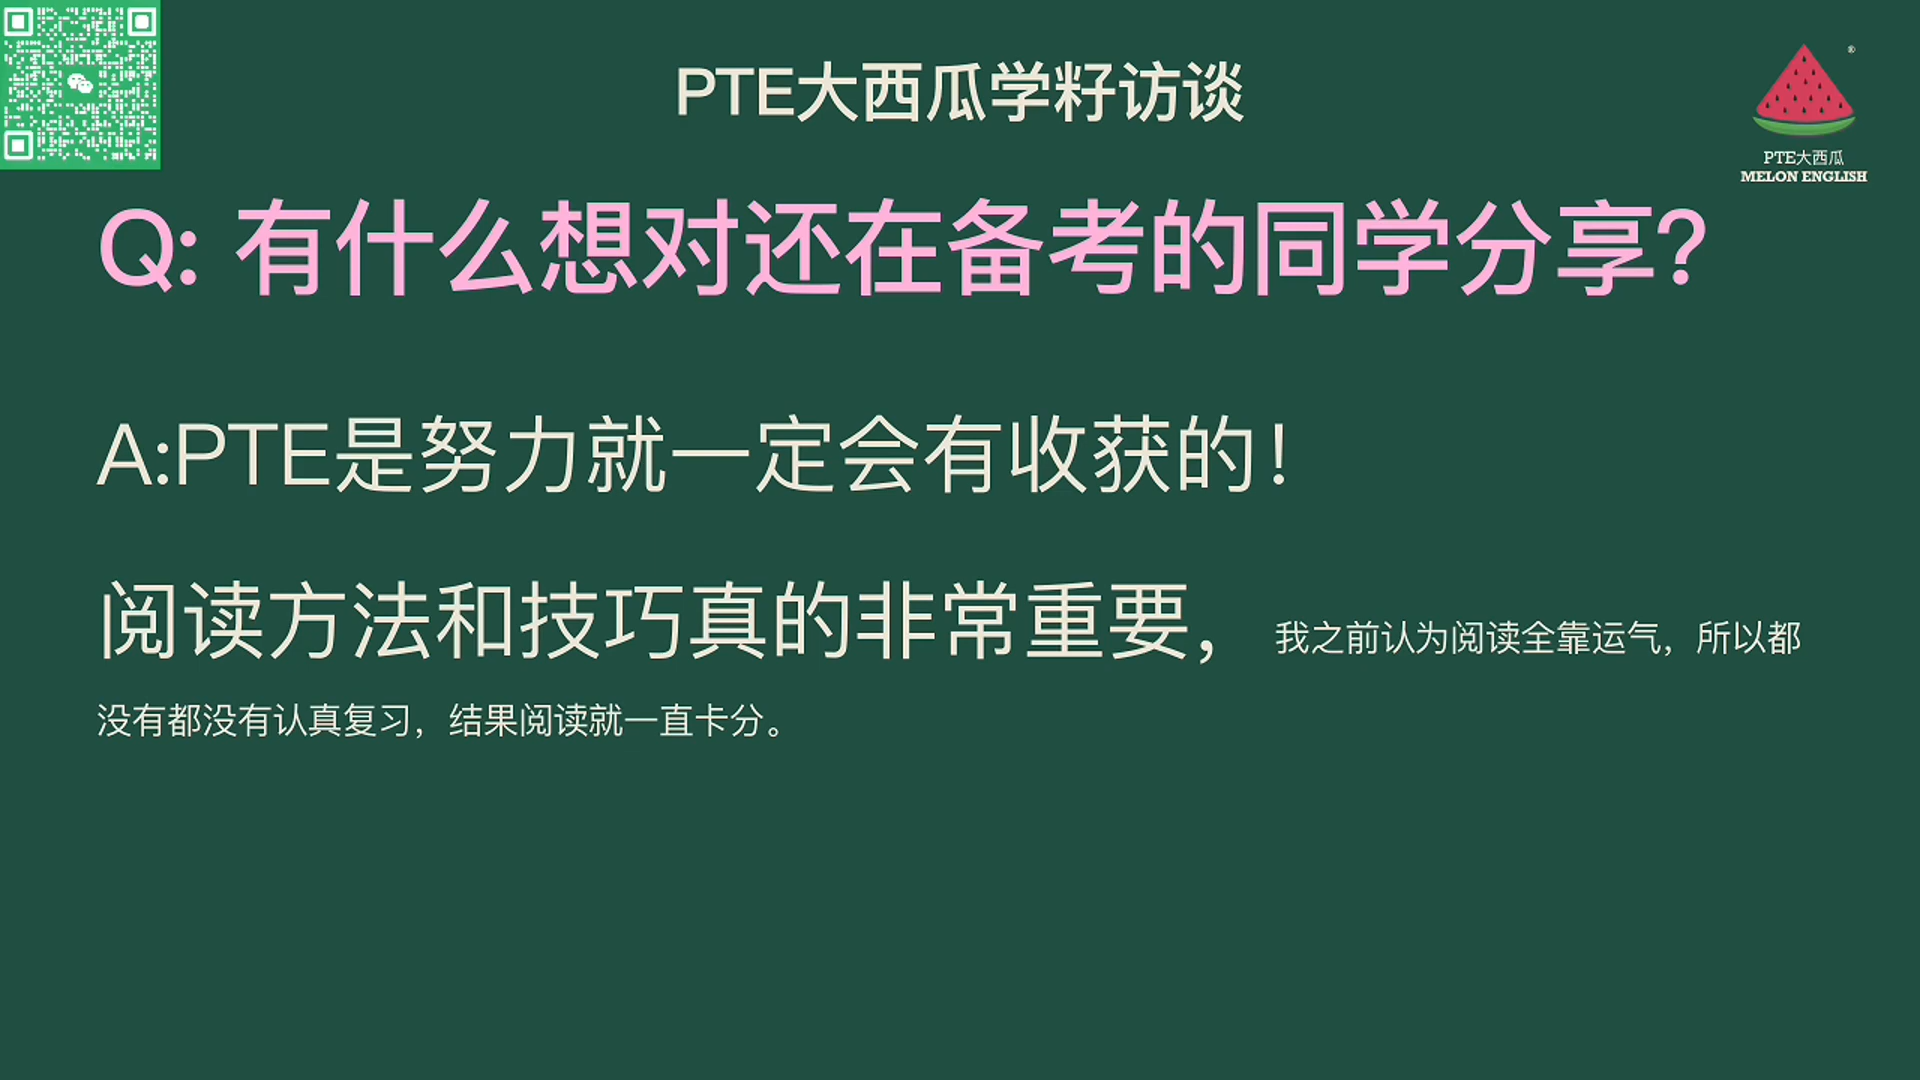 PTE大西瓜学籽访谈
®
PTE大西瓜
MELON ENGLISH
Q: 有什么想对还在备考的同学分享?
A:PTE是努力就一定会有收获的！
阅读方法和技巧真的非常重要，我之前认为阅读全靠运气，所以都
没有都没有认真复习，结果阅读就一直卡分。